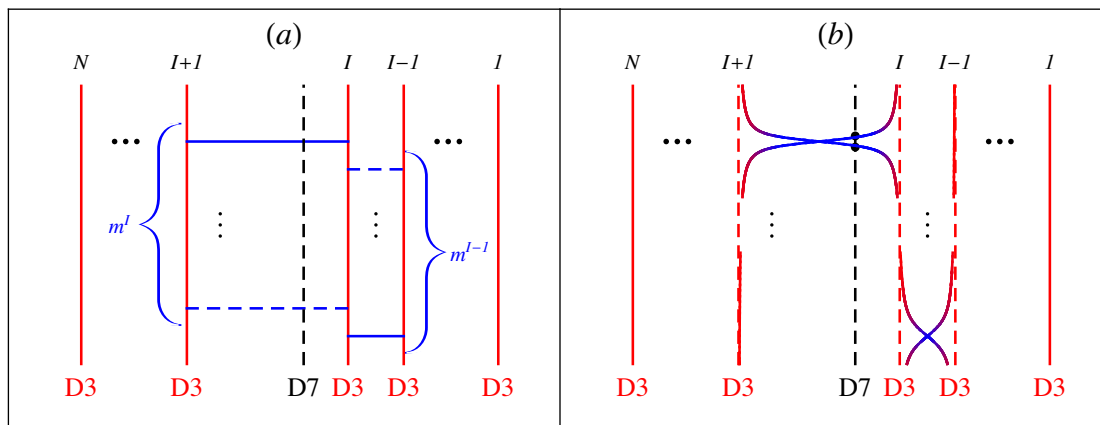 (a)
N I+1 I I−1 1
••• •••
m^I ⋮ ⋮ m^{I−1}
D3 D3 D7 D3 D3 D3
(b)
N I+1 I I−1 1
••• •••
⋮ ⋮
D3 D3 D7 D3 D3 D3